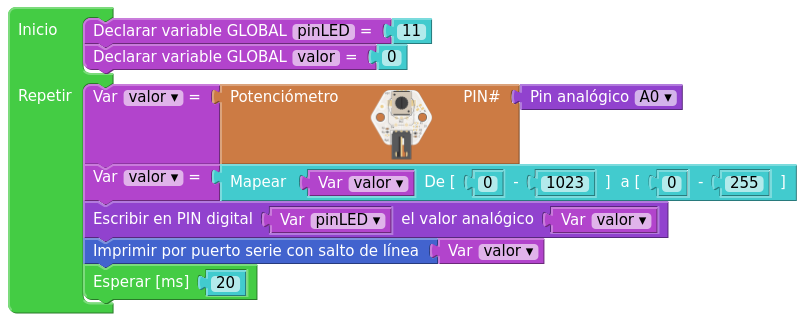 Inicio
Declarar variable GLOBAL pinLED = 11
Declarar variable GLOBAL valor = 0
Repetir
Var valor ▾ = Potenciómetro PIN# Pin analógico A0 ▾
Var valor ▾ = Mapear Var valor ▾ De [ 0 - 1023 ] a [ 0 - 255 ]
Escribir en PIN digital Var pinLED ▾ el valor analógico Var valor ▾
Imprimir por puerto serie con salto de línea Var valor ▾
Esperar [ms] 20